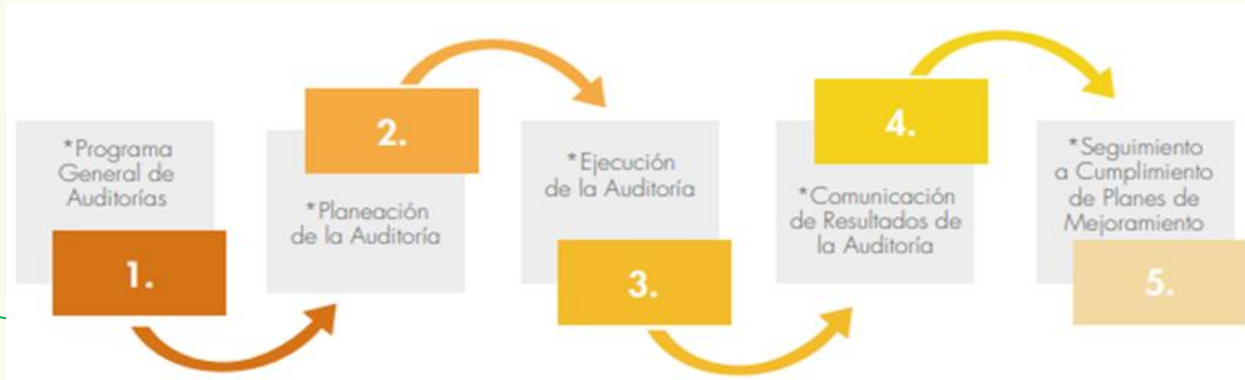 *Programa
General de
Auditorías
1.
2.
*Planeación
de la Auditoría
*Ejecución
de la Auditoría
3.
4.
*Comunicación
de Resultados de
la Auditoría
*Seguimiento
a Cumplimiento
de Planes de
Mejoramiento
5.